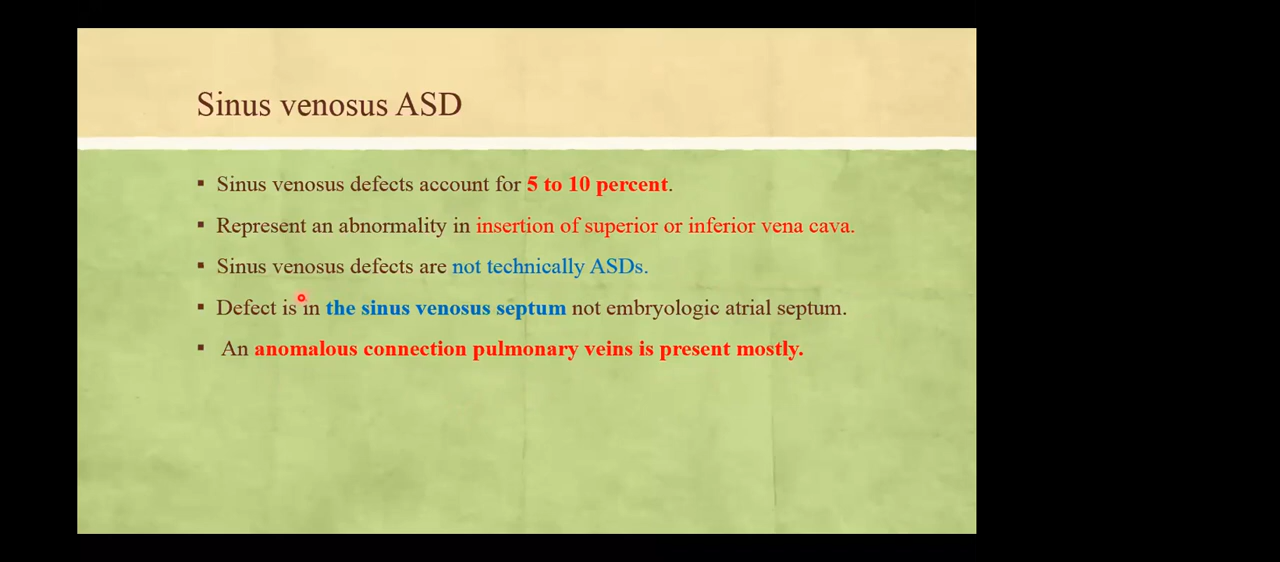 Sinus venosus ASD
▪ Sinus venosus defects account for 5 to 10 percent.
▪ Represent an abnormality in insertion of superior or inferior vena cava.
▪ Sinus venosus defects are not technically ASDs.
▪ Defect is in the sinus venosus septum not embryologic atrial septum.
▪ An anomalous connection pulmonary veins is present mostly.